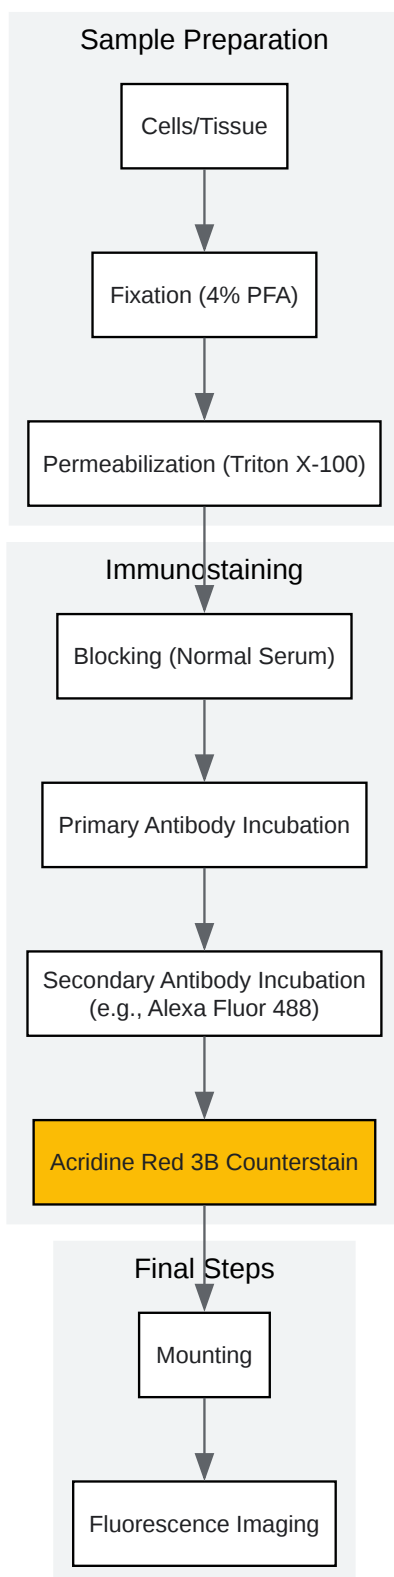 Sample Preparation
Cells/Tissue
Fixation (4% PFA)
Permeabilization (Triton X-100)
Immunostaining
Blocking (Normal Serum)
Primary Antibody Incubation
Secondary Antibody Incubation
(e.g., Alexa Fluor 488)
Acridine Red 3B Counterstain
Final Steps
Mounting
Fluorescence Imaging